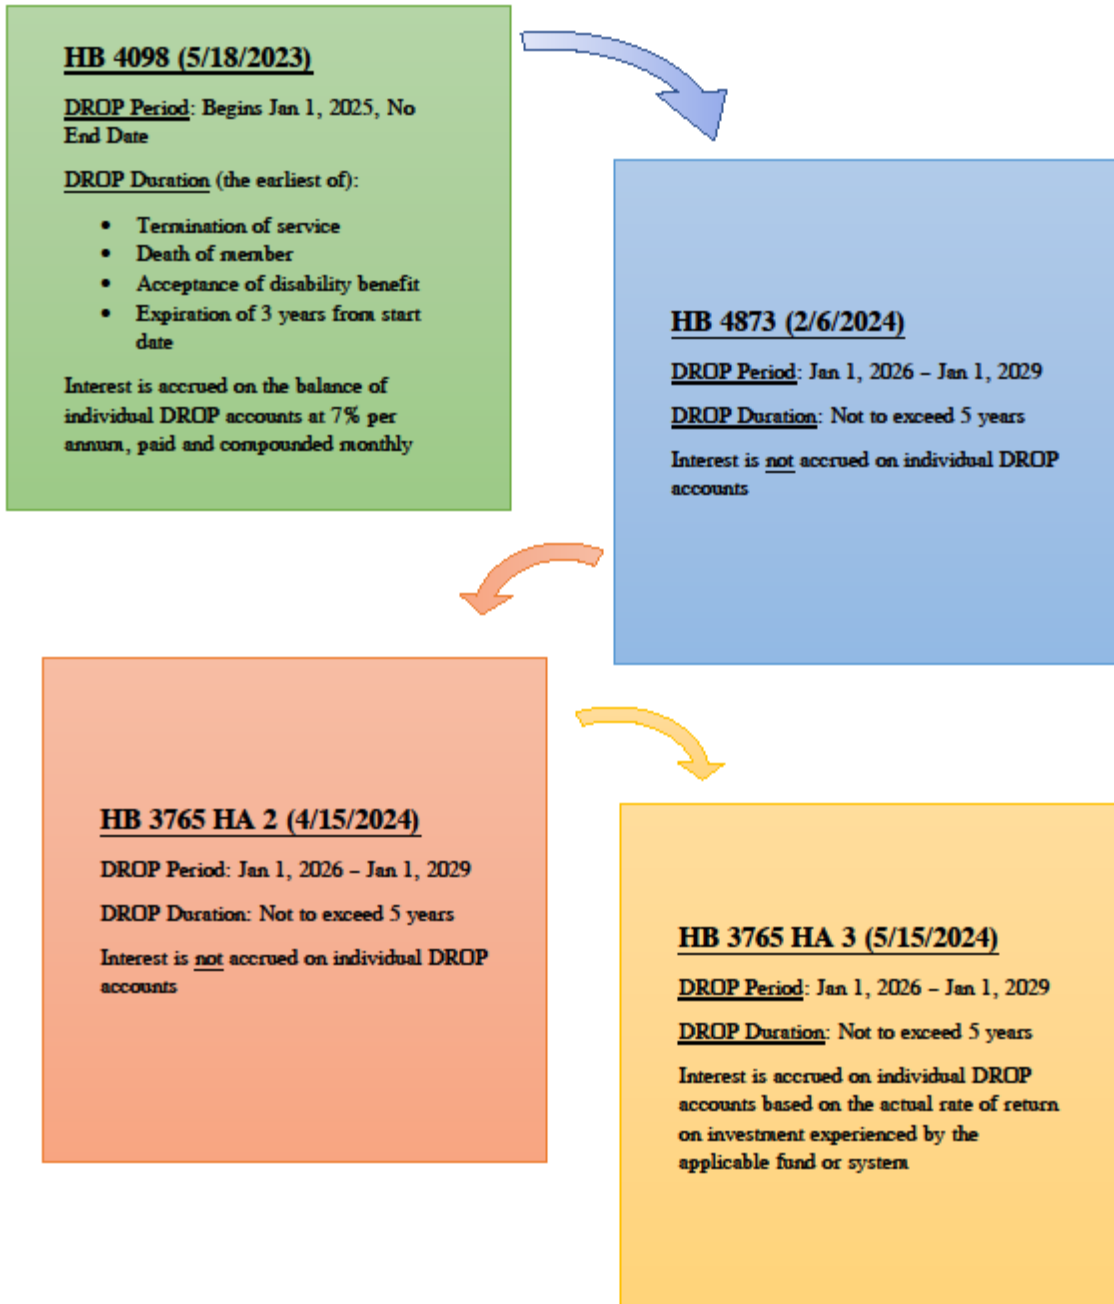 HB 4098 (5/18/2023)
DROP Period: Begins Jan 1, 2025, No
End Date
DROP Duration (the earliest of):
• Termination of service
• Death of member
• Acceptance of disability benefit
• Expiration of 3 years from start
date
Interest is accrued on the balance of
individual DROP accounts at 7% per
annum, paid and compounded monthly
HB 4873 (2/6/2024)
DROP Period: Jan 1, 2026 – Jan 1, 2029
DROP Duration: Not to exceed 5 years
Interest is not accrued on individual DROP
accounts
HB 3765 HA 2 (4/15/2024)
DROP Period: Jan 1, 2026 – Jan 1, 2029
DROP Duration: Not to exceed 5 years
Interest is not accrued on individual DROP
accounts
HB 3765 HA 3 (5/15/2024)
DROP Period: Jan 1, 2026 – Jan 1, 2029
DROP Duration: Not to exceed 5 years
Interest is accrued on individual DROP
accounts based on the actual rate of return
on investment experienced by the
applicable fund or system